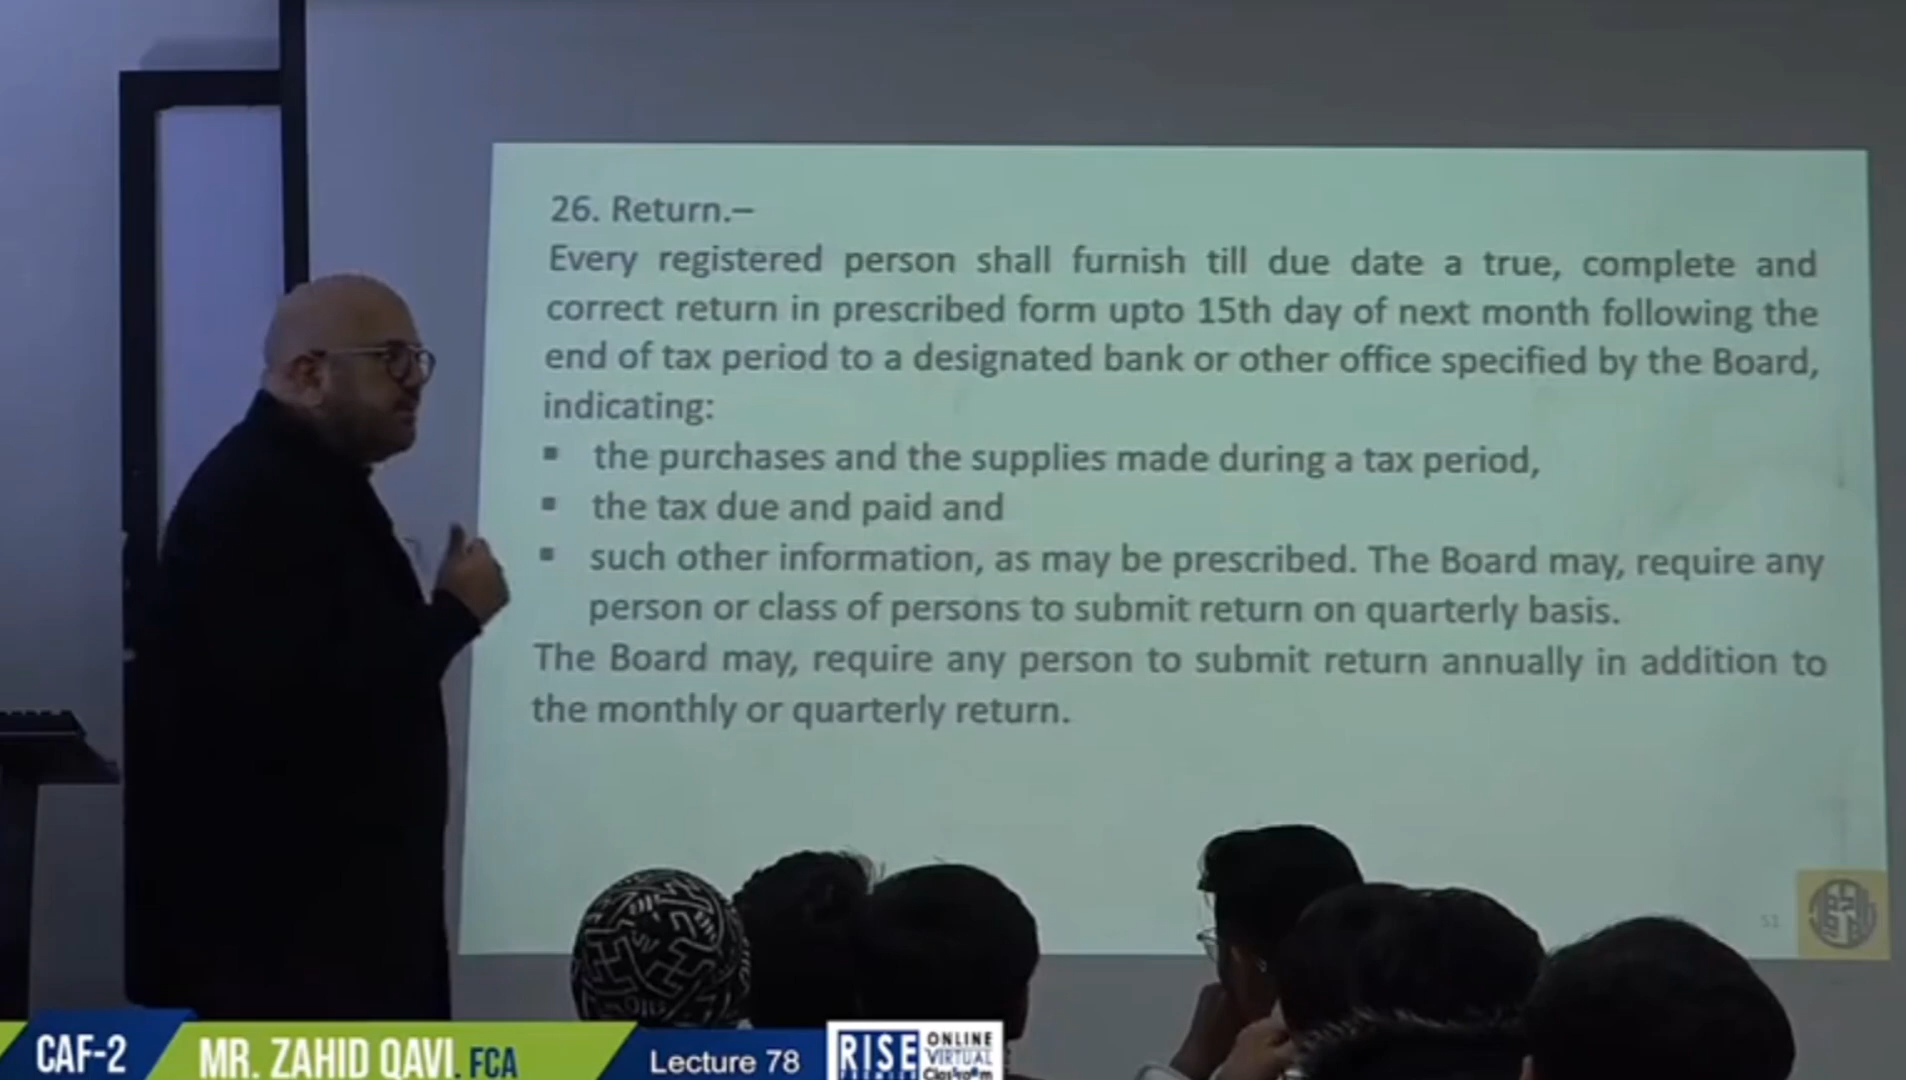 26. Return.–
Every registered person shall furnish till due date a true, complete and
correct return in prescribed form upto 15th day of next month following the
end of tax period to a designated bank or other office specified by the Board,
indicating:
▪ the purchases and the supplies made during a tax period,
▪ the tax due and paid and
▪ such other information, as may be prescribed. The Board may, require any
person or class of persons to submit return on quarterly basis.
The Board may, require any person to submit return annually in addition to
the monthly or quarterly return.
CAF-2
MR. ZAHID QAVI. FCA
Lecture 78
RISE
ONLINE
VIRTUAL